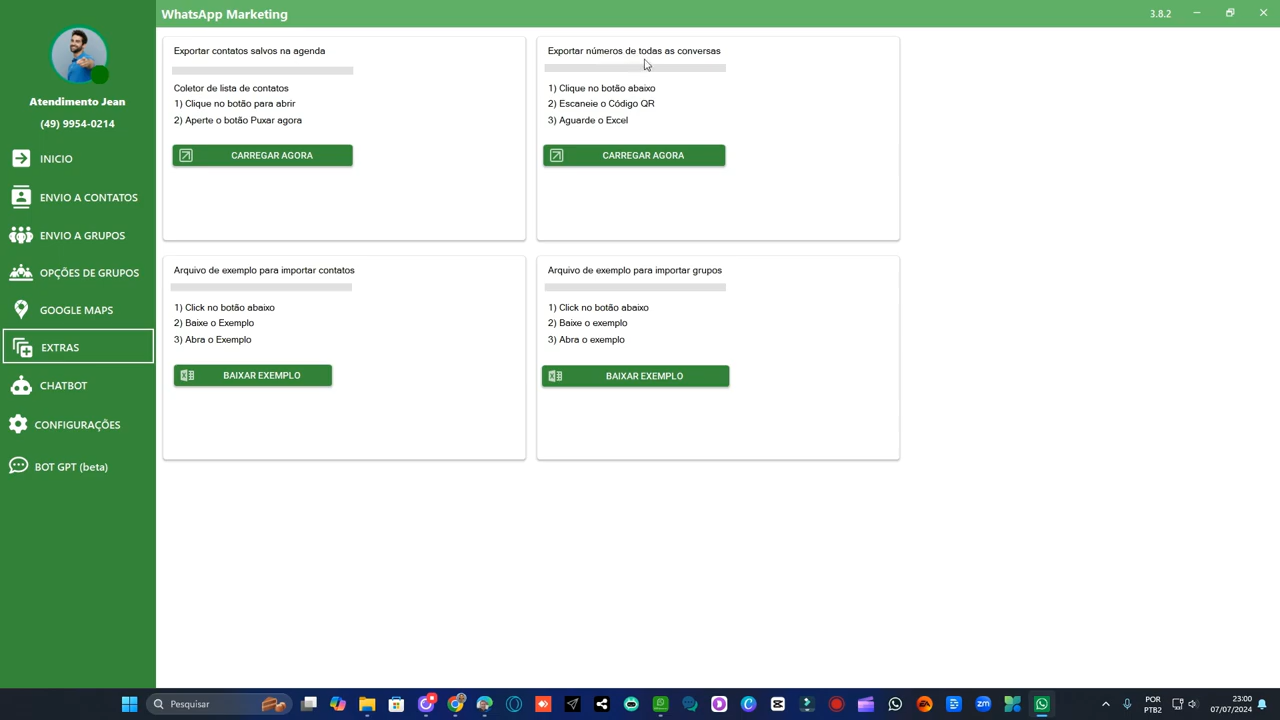 WhatsApp Marketing
3.8.2
Atendimento Jean
(49) 9954-0214
INICIO
ENVIO A CONTATOS
ENVIO A GRUPOS
OPÇÕES DE GRUPOS
GOOGLE MAPS
EXTRAS
CHATBOT
CONFIGURAÇÕES
BOT GPT (beta)
Exportar contatos salvos na agenda
Coletor de lista de contatos
1) Clique no botão para abrir
2) Aperte o botão Puxar agora
CARREGAR AGORA
Exportar números de todas as conversas
1) Clique no botão abaixo
2) Escaneie o Código QR
3) Aguarde o Excel
CARREGAR AGORA
Arquivo de exemplo para importar contatos
1) Click no botão abaixo
2) Baixe o Exemplo
3) Abra o Exemplo
BAIXAR EXEMPLO
Arquivo de exemplo para importar grupos
1) Click no botão abaixo
2) Baixe o exemplo
3) Abra o exemplo
BAIXAR EXEMPLO
Pesquisar
zm
POR
PTB2
23:00
07/07/2024